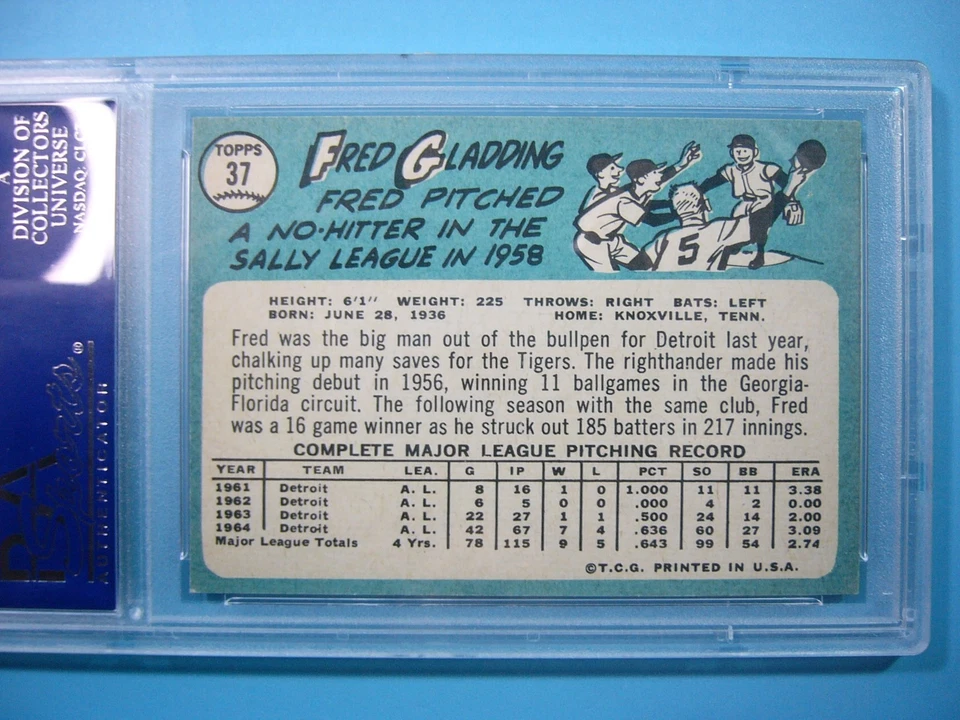 A
DIVISION OF
COLLECTORS
UNIVERSE
NASDAQ: CLCT
PSA
AUTHENTICATOR
®
TOPPS
37
FRED GLADDING
FRED PITCHED
A NO-HITTER IN THE
SALLY LEAGUE IN 1958
5
HEIGHT: 6'1" WEIGHT: 225 THROWS: RIGHT BATS: LEFT
BORN: JUNE 28, 1936 HOME: KNOXVILLE, TENN.
Fred was the big man out of the bullpen for Detroit last year,
chalking up many saves for the Tigers. The righthander made his
pitching debut in 1956, winning 11 ballgames in the Georgia-
Florida circuit. The following season with the same club, Fred
was a 16 game winner as he struck out 185 batters in 217 innings.
COMPLETE MAJOR LEAGUE PITCHING RECORD
YEAR TEAM LEA. G IP W L PCT SO BB ERA
1961 Detroit A. L. 8 16 1 0 1.000 11 11 3.38
1962 Detroit A. L. 6 5 0 0 .000 4 2 0.00
1963 Detroit A. L. 22 27 1 1 .500 24 14 2.00
1964 Detroit A. L. 42 67 7 4 .636 60 27 3.09
Major League Totals 4 Yrs. 78 115 9 5 .643 99 54 2.74
©T.C.G. PRINTED IN U.S.A.